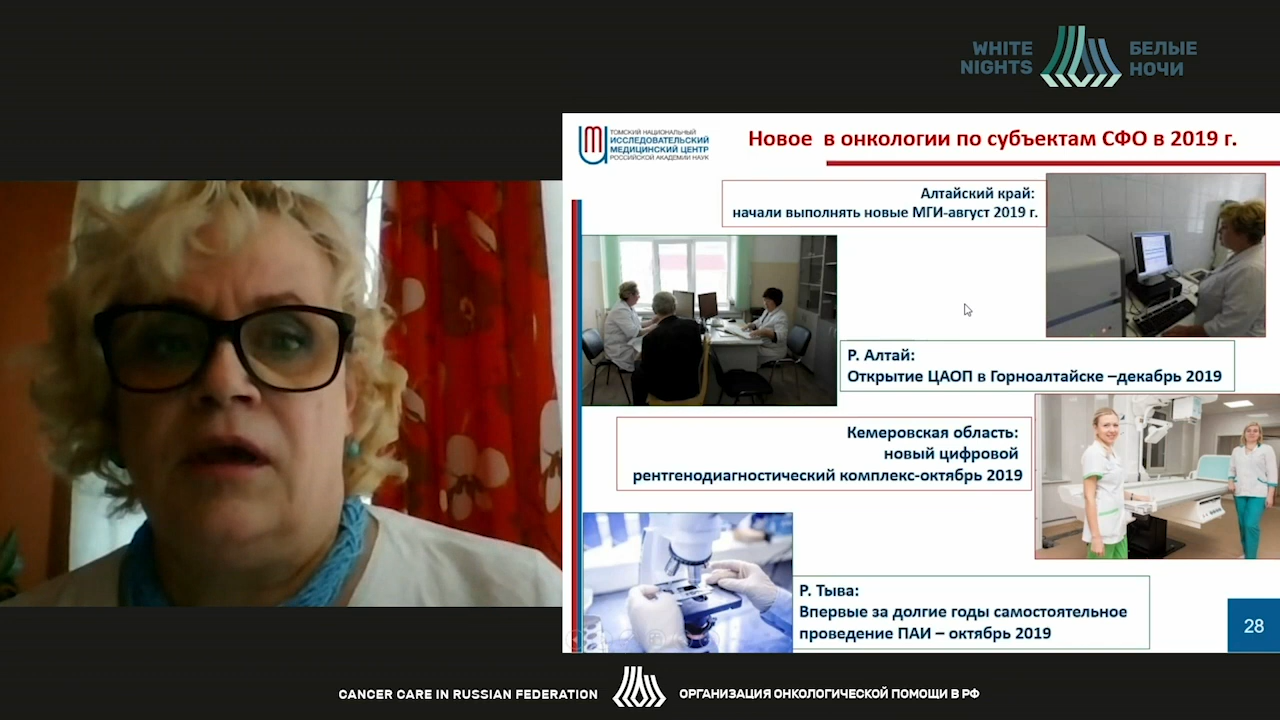 WHITE
NIGHTS
БЕЛЫЕ
НОЧИ
ТОМСКИЙ НАЦИОНАЛЬНЫЙ
ИССЛЕДОВАТЕЛЬСКИЙ
МЕДИЦИНСКИЙ ЦЕНТР
РОССИЙСКОЙ АКАДЕМИИ НАУК
Новое в онкологии по субъектам СФО в 2019 г.
Алтайский край:
начали выполнять новые МГИ-август 2019 г.
Р. Алтай:
Открытие ЦАОП в Горноалтайске –декабрь 2019
Кемеровская область:
новый цифровой
рентгенодиагностический комплекс-октябрь 2019
Р. Тыва:
Впервые за долгие годы самостоятельное
проведение ПАИ – октябрь 2019
28
CANCER CARE IN RUSSIAN FEDERATION
ОРГАНИЗАЦИЯ ОНКОЛОГИЧЕСКОЙ ПОМОЩИ В РФ